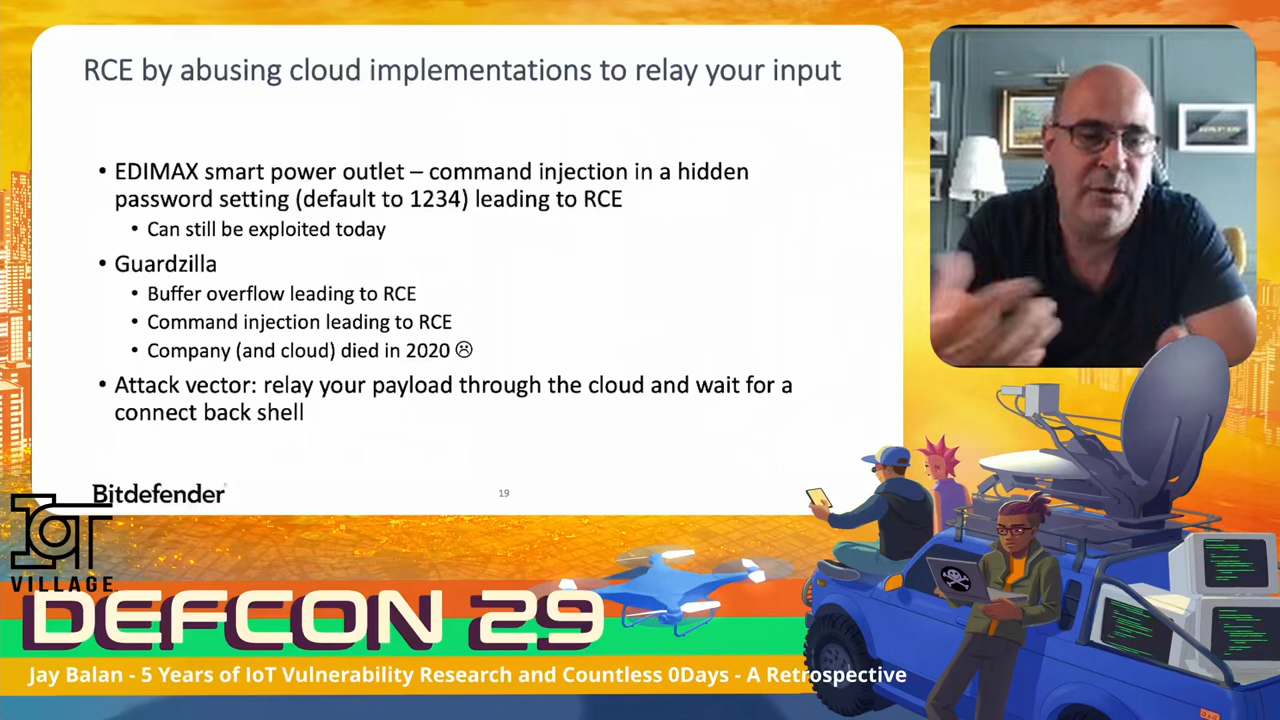 RCE by abusing cloud implementations to relay your input
• EDIMAX smart power outlet – command injection in a hidden
password setting (default to 1234) leading to RCE
• Can still be exploited today
• Guardzilla
• Buffer overflow leading to RCE
• Command injection leading to RCE
• Company (and cloud) died in 2020 ☹
• Attack vector: relay your payload through the cloud and wait for a
connect back shell
Bitdefender
19
IoT
VILLAGE
DEFCON 29
Jay Balan - 5 Years of IoT Vulnerability Research and Countless 0Days - A Retrospective